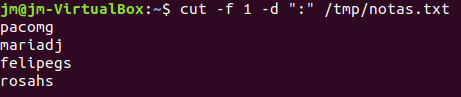 jm@jm-VirtualBox:~$ cut -f 1 -d ":" /tmp/notas.txt
pacomg
mariadj
felipegs
rosahs